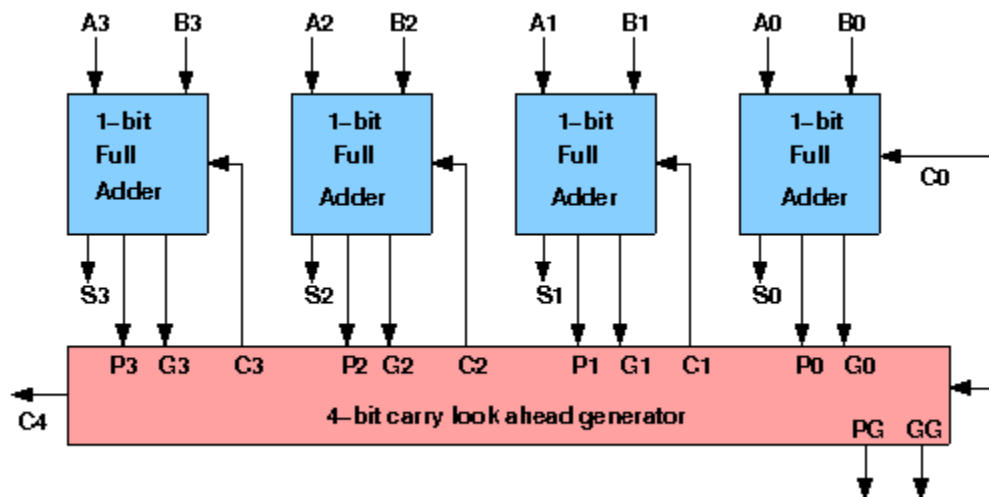 A3 B3 A2 B2 A1 B1 A0 B0
1-bit Full Adder
1-bit Full Adder
1-bit Full Adder
1-bit Full Adder
C0
S3 S2 S1 S0
P3 G3 C3 P2 G2 C2 P1 G1 C1 P0 G0
C4
4-bit carry look ahead generator
PG GG